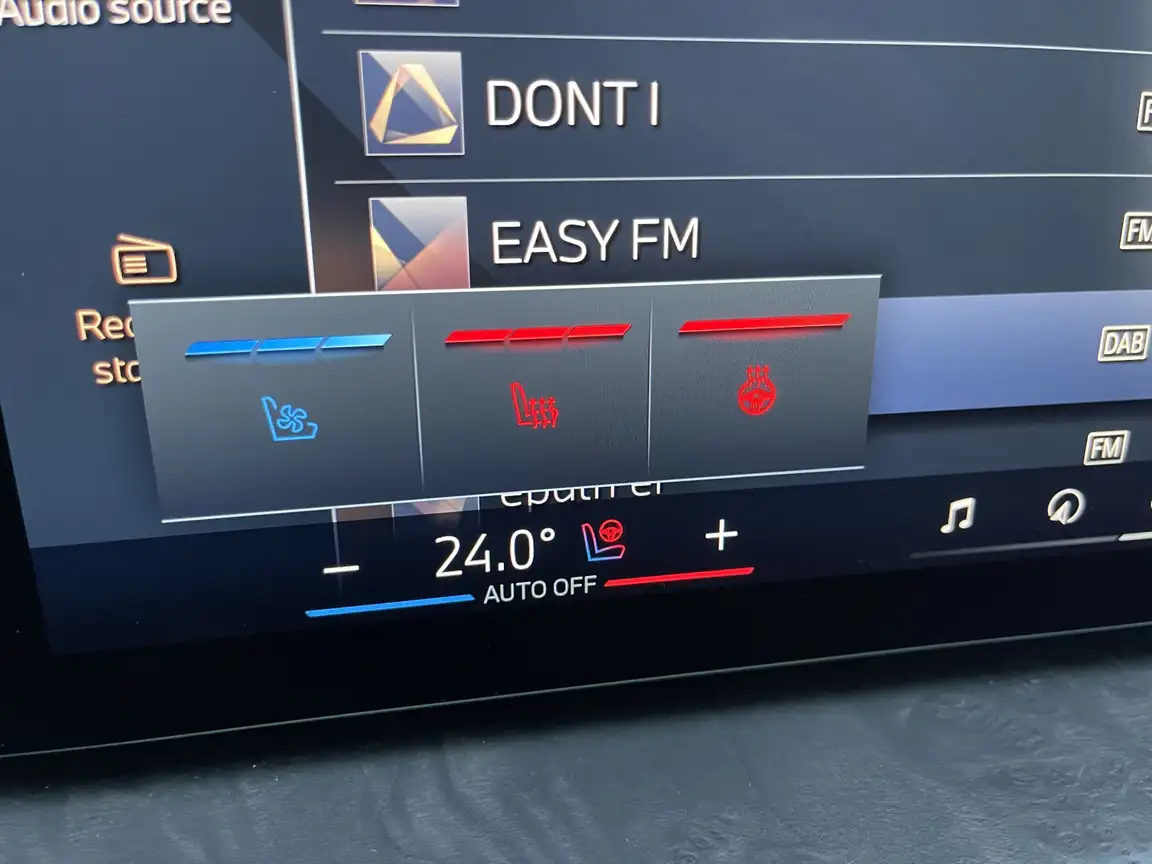 Audio source
DONT I
EASY FM
FM
DAB
FM
− 24.0° +
AUTO OFF